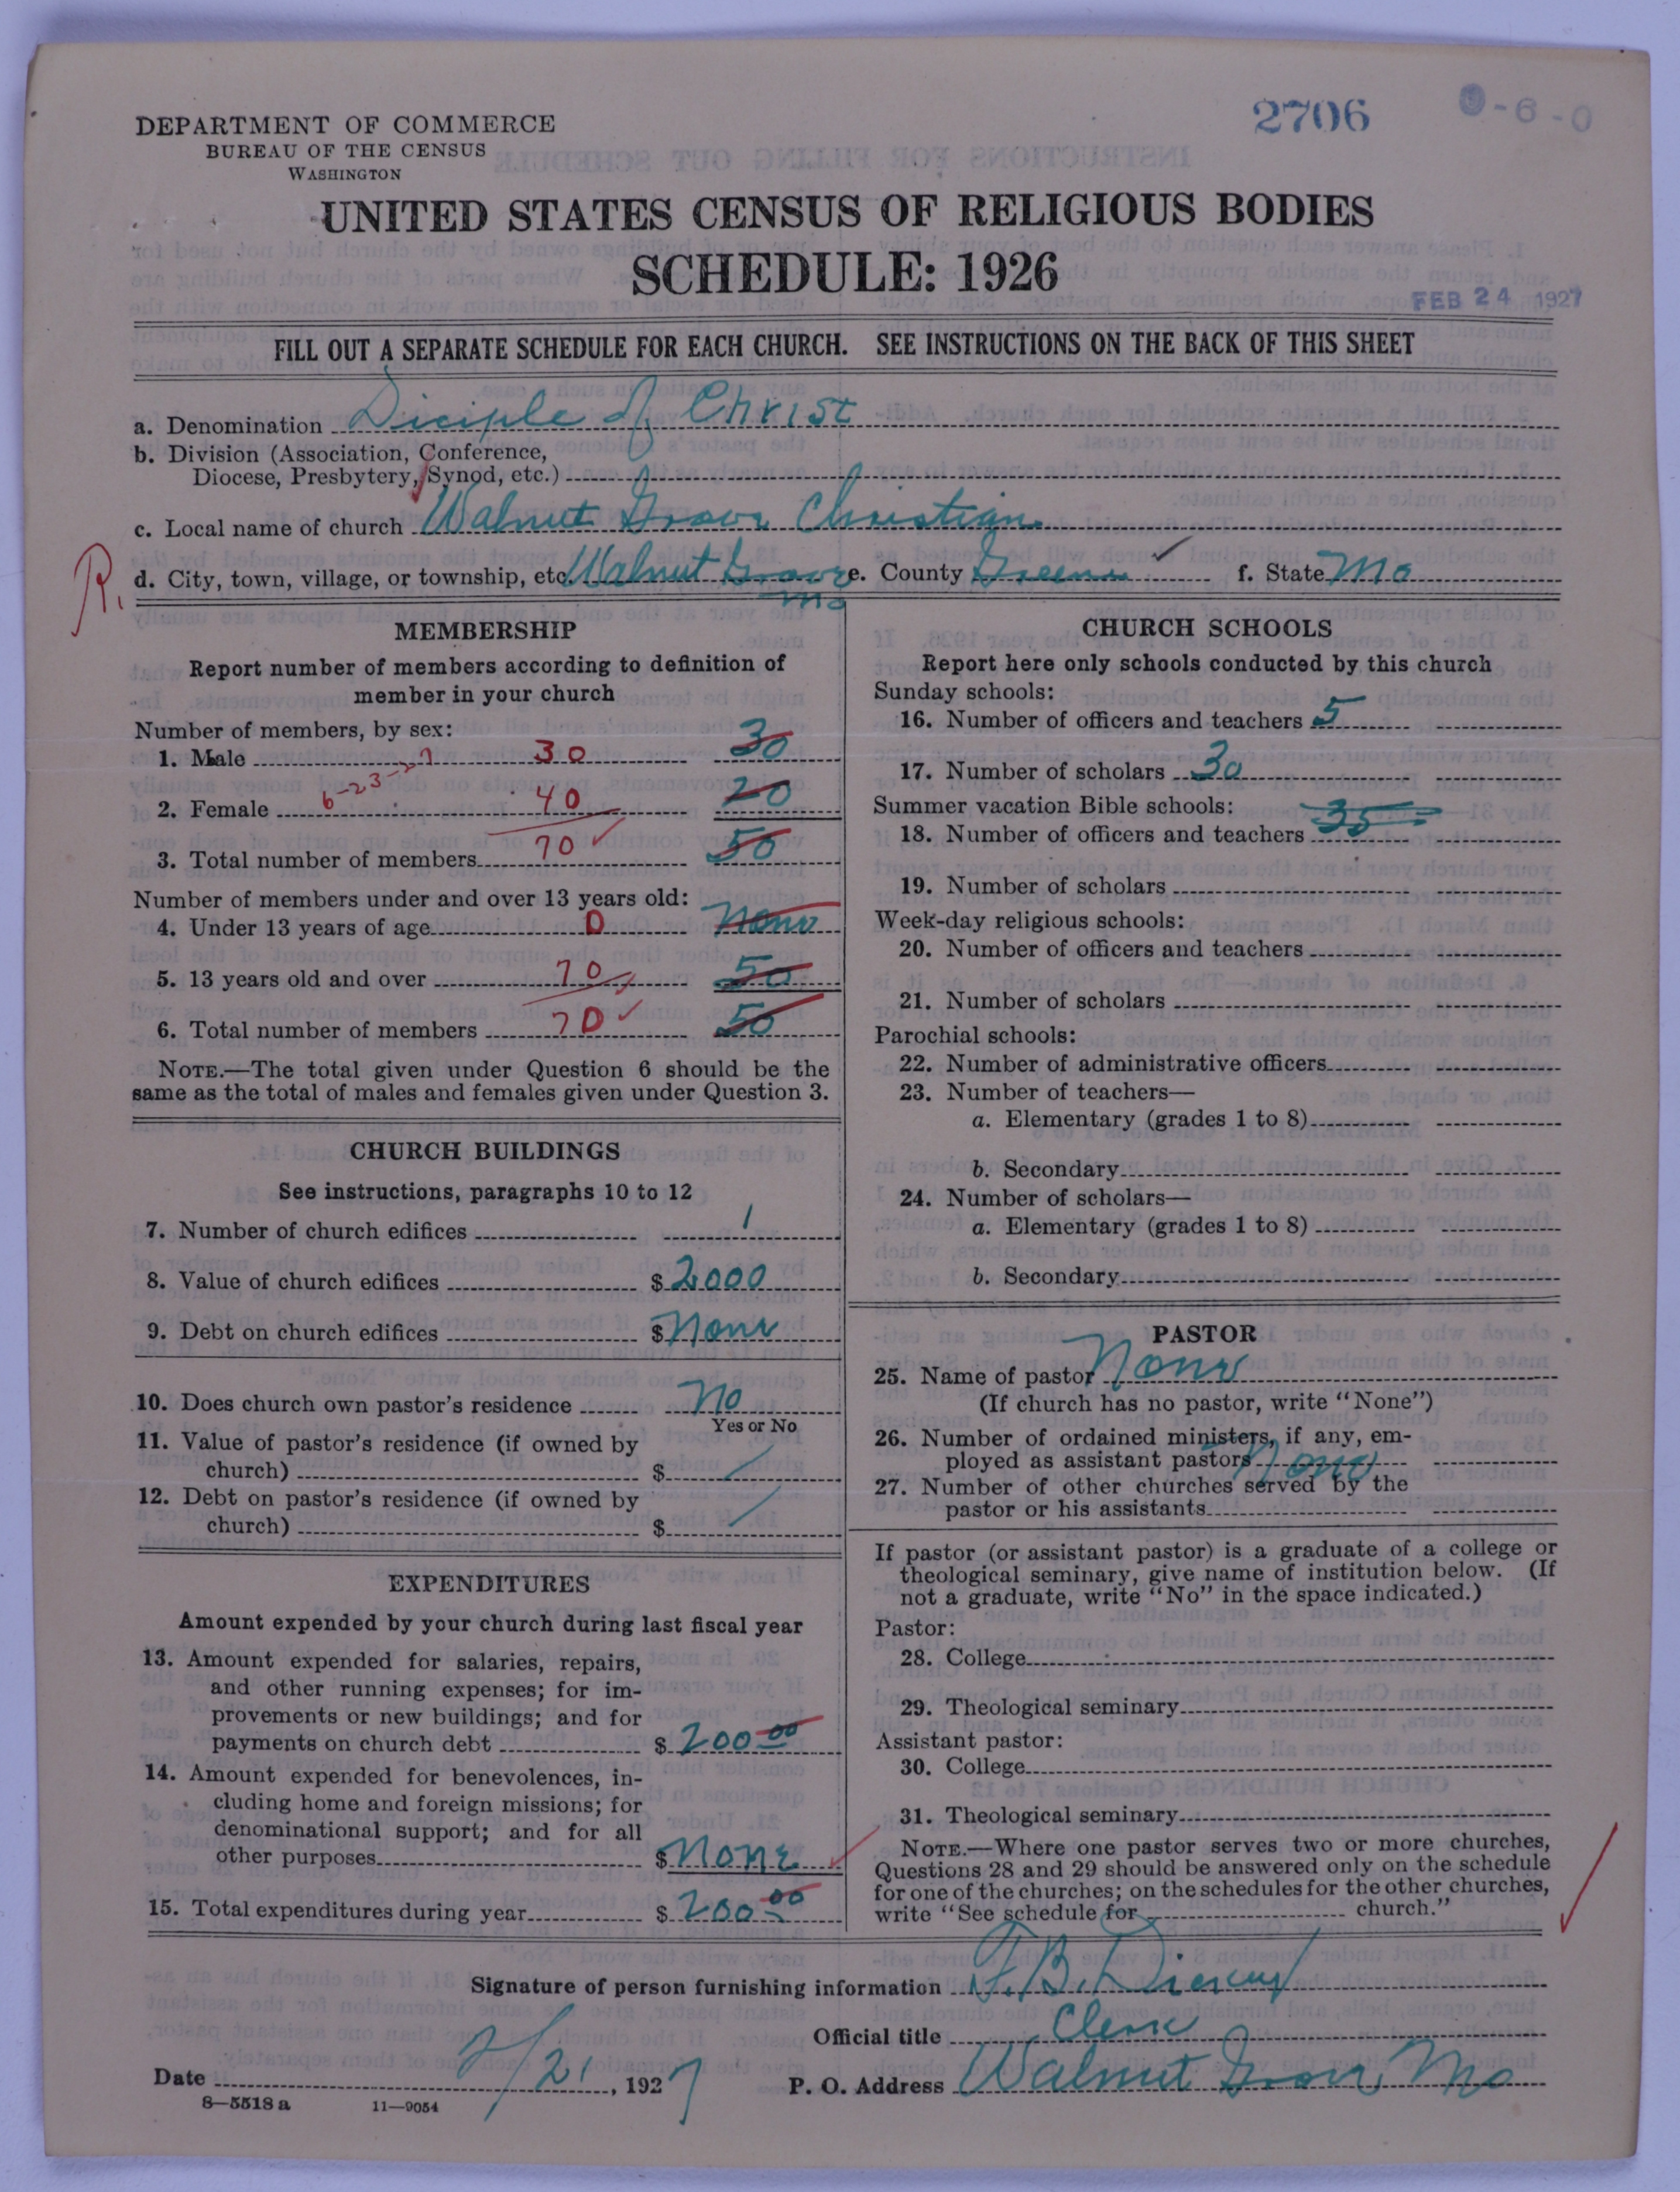 2706
9-6-0
DEPARTMENT OF COMMERCE
BUREAU OF THE CENSUS
WASHINGTON
UNITED STATES CENSUS OF RELIGIOUS BODIES
SCHEDULE: 1926
FEB 24 1927
FILL OUT A SEPARATE SCHEDULE FOR EACH CHURCH. SEE INSTRUCTIONS ON THE BACK OF THIS SHEET
a. Denomination Diciple of Christ
b. Division (Association, Conference,
Diocese, Presbytery, Synod, etc.)
c. Local name of church Walnut Grove Christian
R.
d. City, town, village, or township, etc. Walnut Grove Mo e. County Greene ✓ f. State Mo
MEMBERSHIP
Report number of members according to definition of
member in your church
Number of members, by sex:
1. Male 30 30
6-23-27
2. Female 40 20
3. Total number of members 70 50
Number of members under and over 13 years old:
4. Under 13 years of age 0 None
5. 13 years old and over 70 50
6. Total number of members 70 50
NOTE.—The total given under Question 6 should be the
same as the total of males and females given under Question 3.
CHURCH BUILDINGS
See instructions, paragraphs 10 to 12
7. Number of church edifices 1
8. Value of church edifices $2000
9. Debt on church edifices $None
10. Does church own pastor's residence No
Yes or No
11. Value of pastor's residence (if owned by
church) $
12. Debt on pastor's residence (if owned by
church) $
EXPENDITURES
Amount expended by your church during last fiscal year
13. Amount expended for salaries, repairs,
and other running expenses; for im-
provements or new buildings; and for
payments on church debt $ 200 00
14. Amount expended for benevolences, in-
cluding home and foreign missions; for
denominational support; and for all
other purposes $None
15. Total expenditures during year $ 200 00
CHURCH SCHOOLS
Report here only schools conducted by this church
Sunday schools:
16. Number of officers and teachers 5
17. Number of scholars 30
Summer vacation Bible schools:
18. Number of officers and teachers 35
19. Number of scholars
Week-day religious schools:
20. Number of officers and teachers
21. Number of scholars
Parochial schools:
22. Number of administrative officers
23. Number of teachers—
a. Elementary (grades 1 to 8)
b. Secondary
24. Number of scholars—
a. Elementary (grades 1 to 8)
b. Secondary
PASTOR
25. Name of pastor None
(If church has no pastor, write "None")
26. Number of ordained ministers, if any, em-
ployed as assistant pastors None
27. Number of other churches served by the
pastor or his assistants
If pastor (or assistant pastor) is a graduate of a college or
theological seminary, give name of institution below. (If
not a graduate, write "No" in the space indicated.)
Pastor:
28. College
29. Theological seminary
Assistant pastor:
30. College
31. Theological seminary
NOTE.—Where one pastor serves two or more churches,
Questions 28 and 29 should be answered only on the schedule
for one of the churches; on the schedules for the other churches,
write "See schedule for church."
Signature of person furnishing information
Official title Clerk
Date 2/21, 1927 P. O. Address Walnut Grove Mo
8—5518 a 11—9054